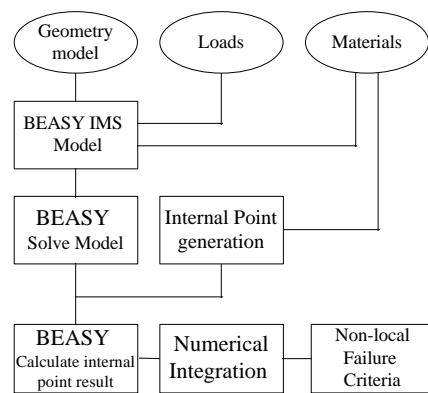 Geometry
model
Loads
Materials
BEASY IMS
Model
BEASY
Solve Model
Internal Point
generation
BEASY
Calculate internal
point result
Numerical
Integration
Non-local
Failure
Criteria